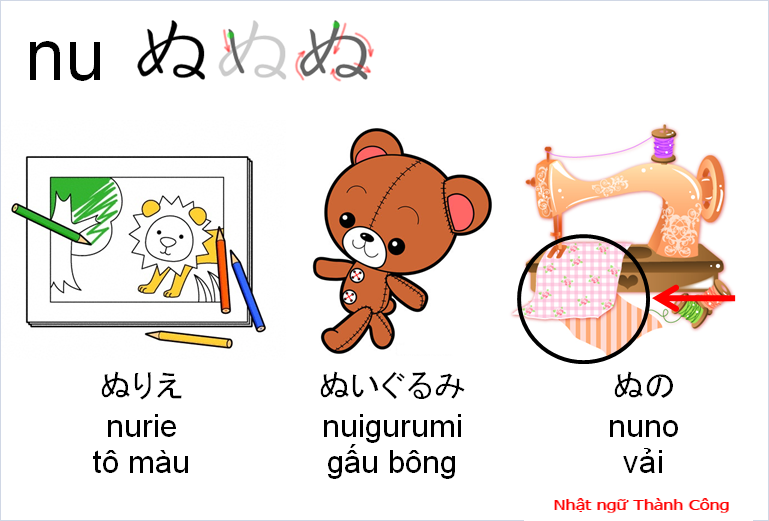 nu ぬ ぬ ぬ
ぬりえ
nurie
tô màu
ぬいぐるみ
nuigurumi
gấu bông
ぬの
nuno
vải
Nhật ngữ Thành Công